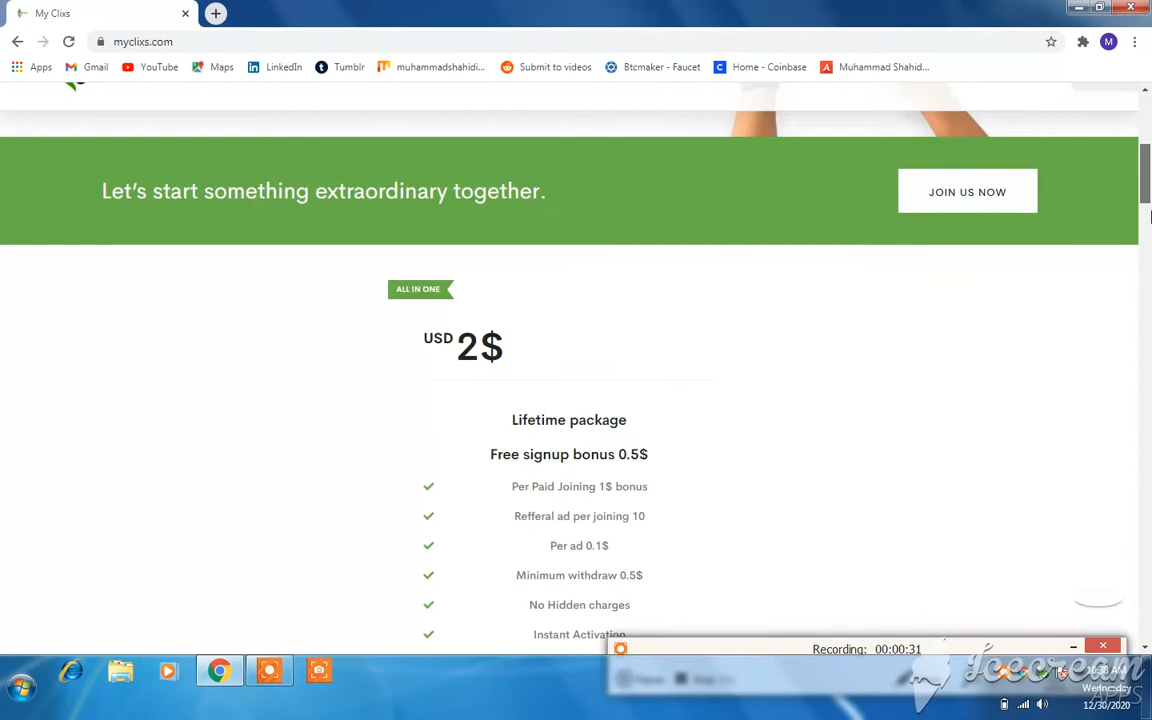 My Clixs
myclixs.com
M
Apps Gmail YouTube Maps LinkedIn Tumblr muhammadshahidi... Submit to videos Btcmaker - Faucet Home - Coinbase Muhammad Shahid...
Let's start something extraordinary together.
JOIN US NOW
ALL IN ONE
USD 2$
Lifetime package
Free signup bonus 0.5$
Per Paid Joining 1$ bonus
Refferal ad per joining 10
Per ad 0.1$
Minimum withdraw 0.5$
No Hidden charges
Instant Activation
Recording: 00:00:31
Icecream
APPS
Wednesday
12/30/2020